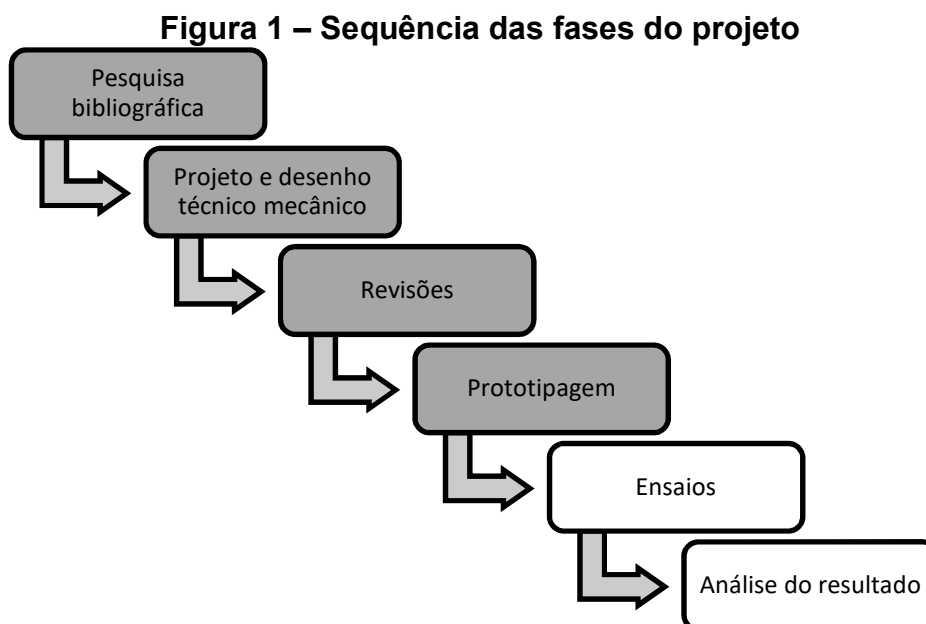 Figura 1 – Sequência das fases do projeto
Pesquisa
bibliográfica
Projeto e desenho
técnico mecânico
Revisões
Prototipagem
Ensaios
Análise do resultado